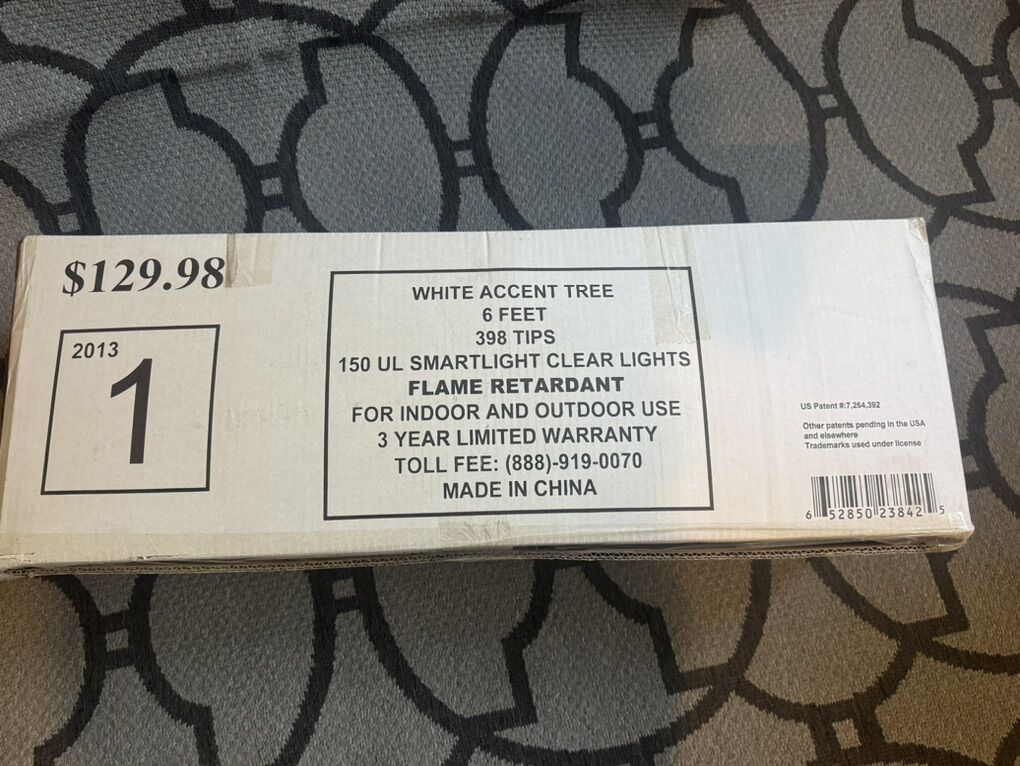 $129.98
2013
1
WHITE ACCENT TREE
6 FEET
398 TIPS
150 UL SMARTLIGHT CLEAR LIGHTS
FLAME RETARDANT
FOR INDOOR AND OUTDOOR USE
3 YEAR LIMITED WARRANTY
TOLL FEE: (888)-919-0070
MADE IN CHINA
US Patent #:7,264,392
Other patents pending in the USA
and elsewhere
Trademarks used under license
6 52850 23842 5